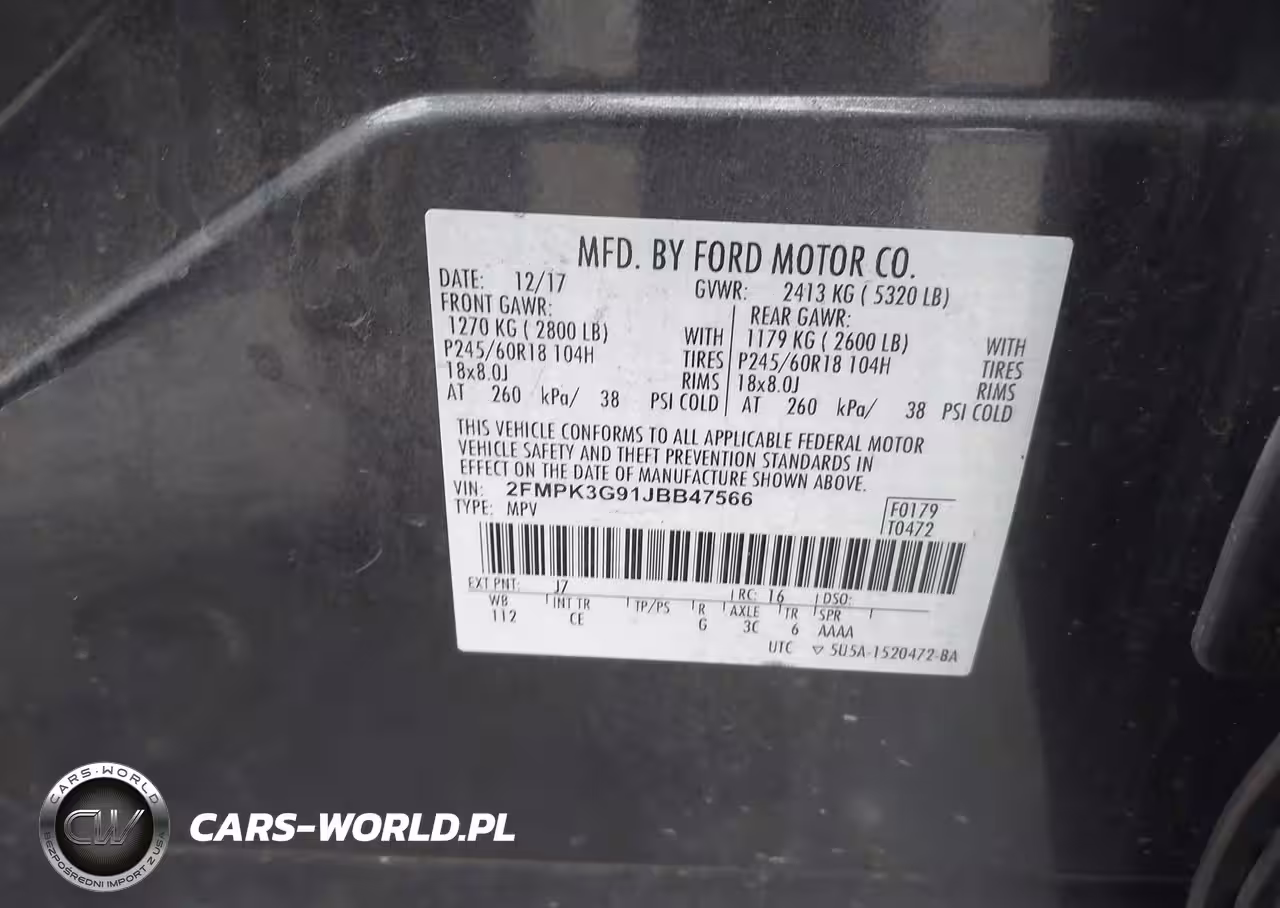 MFD. BY FORD MOTOR CO.
DATE: 12/17 GVWR: 2413 KG ( 5320 LB)
FRONT GAWR: REAR GAWR:
1270 KG ( 2800 LB) WITH 1179 KG ( 2600 LB) WITH
P245/60R18 104H TIRES P245/60R18 104H TIRES
18x8.0J RIMS 18x8.0J RIMS
AT 260 kPa/ 38 PSI COLD AT 260 kPa/ 38 PSI COLD
THIS VEHICLE CONFORMS TO ALL APPLICABLE FEDERAL MOTOR
VEHICLE SAFETY AND THEFT PREVENTION STANDARDS IN
EFFECT ON THE DATE OF MANUFACTURE SHOWN ABOVE.
VIN: 2FMPK3G91JBB47566
TYPE: MPV
F0179
T0472
EXT PNT: J7 RC: 16 DSO:
WB INT TR TP/PS R AXLE TR SPR
112 CE G 3C 6 AAAA
UTC ▽ 5U5A-1520472-BA
CARS-WORLD
CW
BEZPOŚREDNI IMPORT Z USA
CARS-WORLD.PL